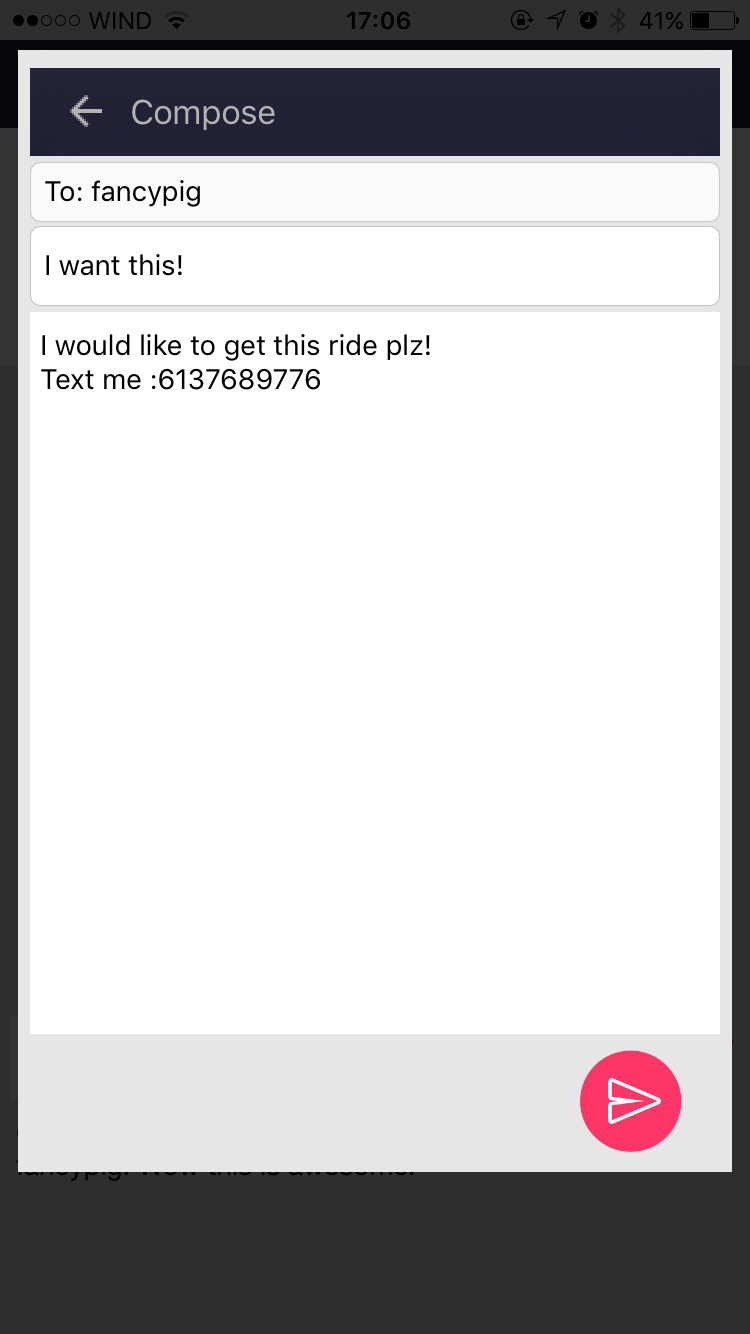 WIND 17:06 41%
Compose
To: fancypig
I want this!
I would like to get this ride plz!
Text me :6137689776